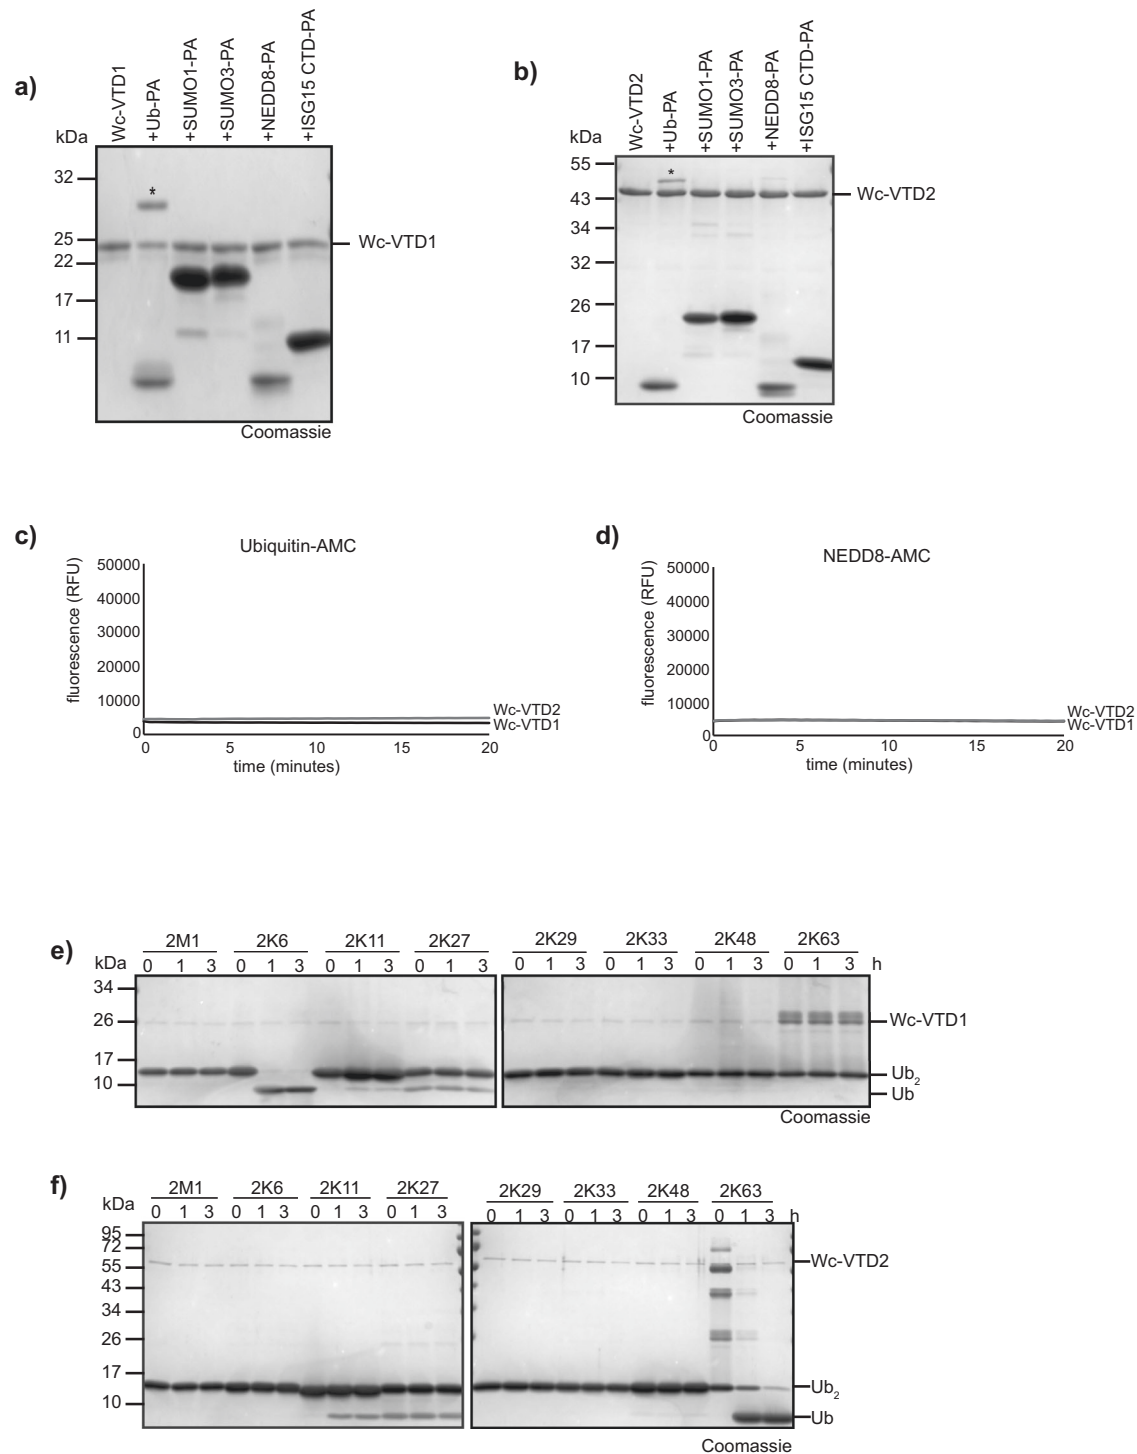 a)
kDa
Wc-VTD1
+Ub-PA
+SUMO1-PA
+SUMO3-PA
+NEDD8-PA
+ISG15 CTD-PA
32
*
25
Wc-VTD1
22
17
11
Coomassie
b)
kDa
Wc-VTD2
+Ub-PA
+SUMO1-PA
+SUMO3-PA
+NEDD8-PA
+ISG15 CTD-PA
55
*
43
Wc-VTD2
34
32
26
17
10
Coomassie
c)
Ubiquitin-AMC
fluorescence (RFU)
50000
40000
30000
20000
10000
0
Wc-VTD2
Wc-VTD1
0 5 10 15 20
time (minutes)
d)
NEDD8-AMC
fluorescence (RFU)
50000
40000
30000
20000
10000
0
Wc-VTD2
Wc-VTD1
0 5 10 15 20
time (minutes)
e)
2M1 2K6 2K11 2K27 2K29 2K33 2K48 2K63
kDa 0 1 3 0 1 3 0 1 3 0 1 3 0 1 3 0 1 3 0 1 3 0 1 3 h
34
26 Wc-VTD1
17
Ub2
10
Ub
Coomassie
f)
2M1 2K6 2K11 2K27 2K29 2K33 2K48 2K63
kDa 0 1 3 0 1 3 0 1 3 0 1 3 0 1 3 0 1 3 0 1 3 0 1 3 h
95
72
55 Wc-VTD2
43
34
26
17
Ub2
10
Ub
Coomassie